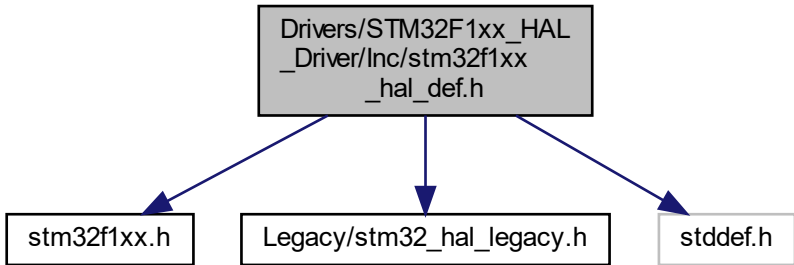 Drivers/STM32F1xx_HAL
_Driver/Inc/stm32f1xx
_hal_def.h
stm32f1xx.h
Legacy/stm32_hal_legacy.h
stddef.h